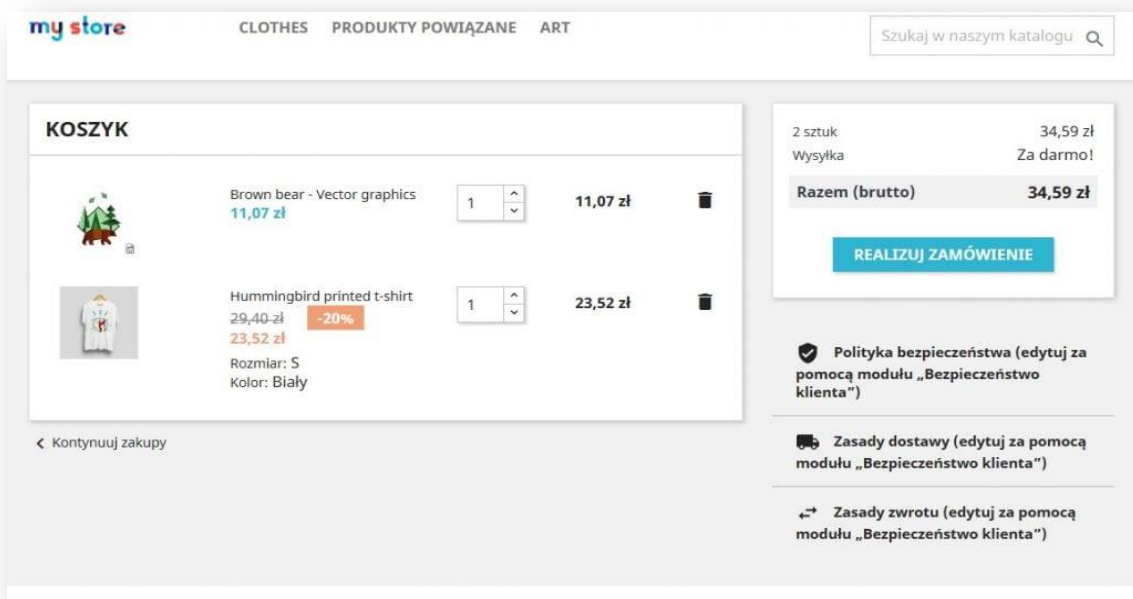 my store
CLOTHES PRODUKTY POWIĄZANE ART
Szukaj w naszym katalogu
KOSZYK
Brown bear - Vector graphics
11,07 zł
1
11,07 zł
Hummingbird printed t-shirt
29,40 zł -20%
23,52 zł
Rozmiar: S
Kolor: Biały
1
23,52 zł
Kontynuuj zakupy
2 sztuk 34,59 zł
Wysyłka Za darmo!
Razem (brutto) 34,59 zł
REALIZUJ ZAMÓWIENIE
Polityka bezpieczeństwa (edytuj za
pomocą modułu „Bezpieczeństwo
klienta”)
Zasady dostawy (edytuj za pomocą
modułu „Bezpieczeństwo klienta”)
Zasady zwrotu (edytuj za pomocą
modułu „Bezpieczeństwo klienta”)